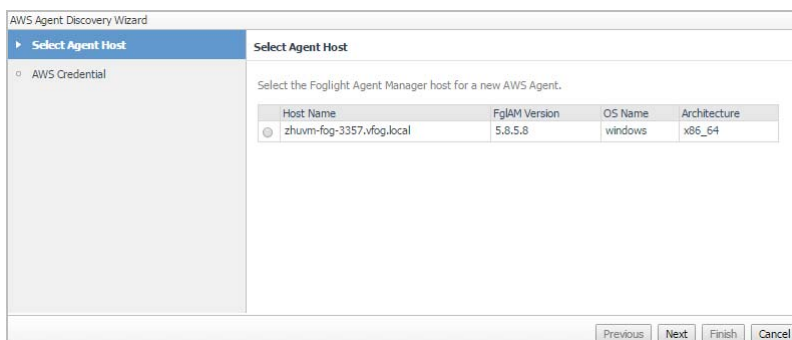 AWS Agent Discovery Wizard
Select Agent Host
AWS Credential
Select Agent Host
Select the Foglight Agent Manager host for a new AWS Agent.
Host Name FglAM Version OS Name Architecture
zhuvm-fog-3357.vfog.local 5.8.5.8 windows x86_64
Previous Next Finish Cancel